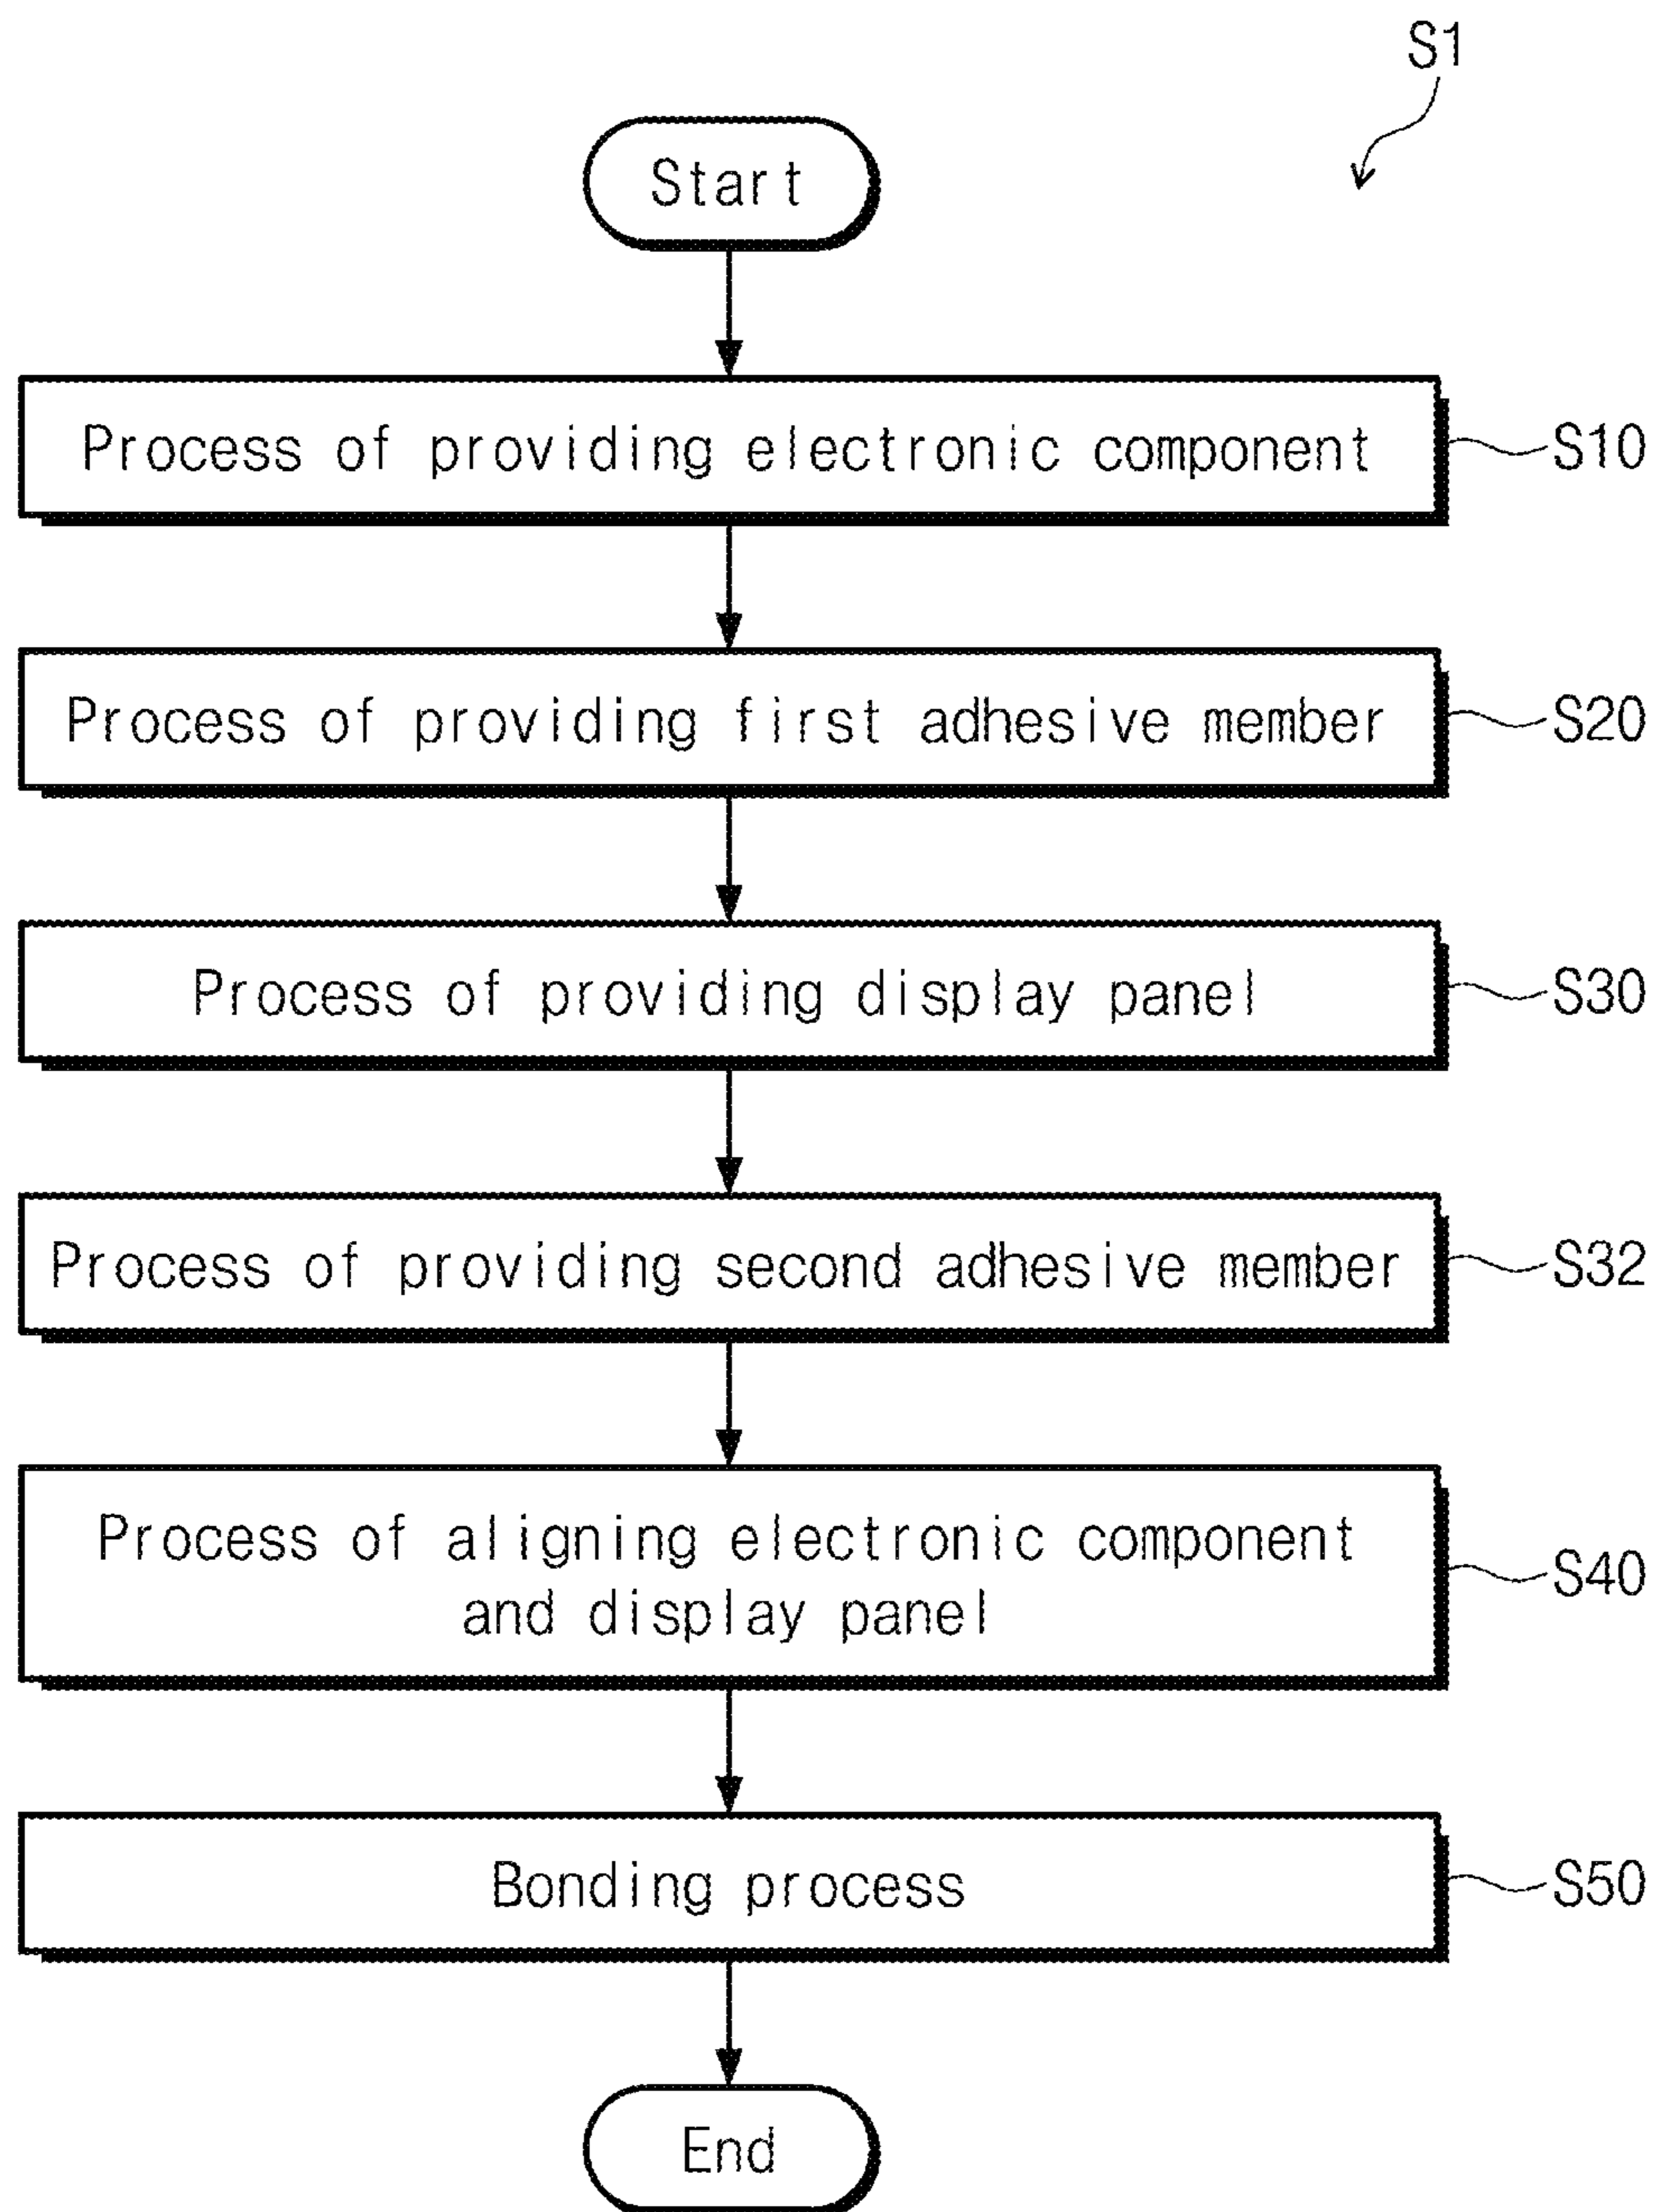 S1
Start
Process of providing electronic component
S10
Process of providing first adhesive member
S20
Process of providing display panel
S30
Process of providing second adhesive member
S32
Process of aligning electronic component
and display panel
S40
Bonding process
S50
End